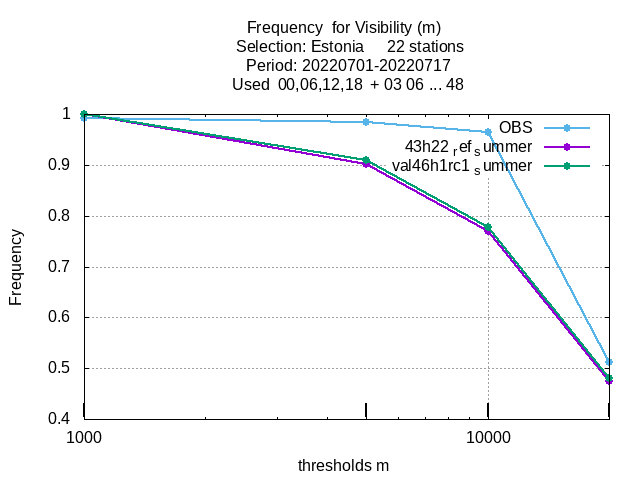 Frequency  for Visibility (m)
Selection: Estonia     22 stations
Period: 20220701-20220717
Used  00,06,12,18  + 03 06 ... 48
OBS
43h22 ref summer
val46h1rc1 summer
1
0.9
0.8
0.7
0.6
0.5
0.4
Frequency
1000
10000
thresholds m